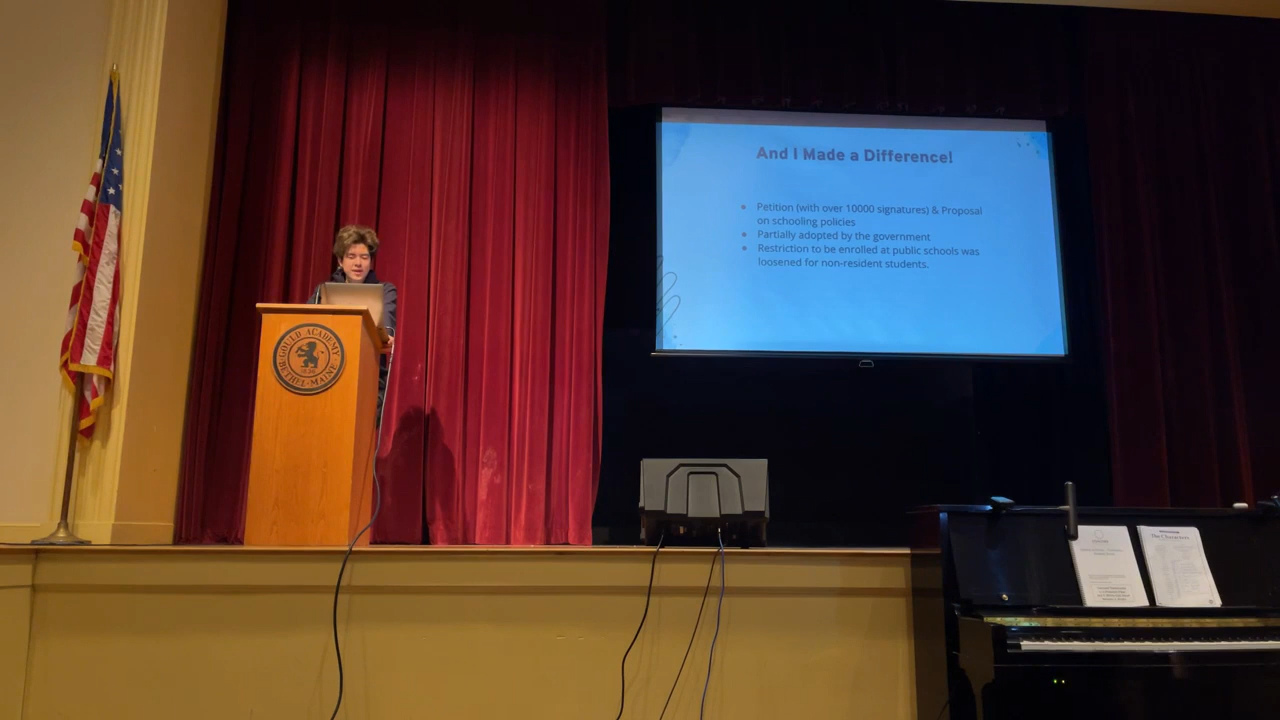 And I Made a Difference!
• Petition (with over 10000 signatures) & Proposal
on schooling policies
• Partially adopted by the government
• Restriction to be enrolled at public schools was
loosened for non-resident students.
GOULD ACADEMY
1836
BETHEL-MAINE
The Characters